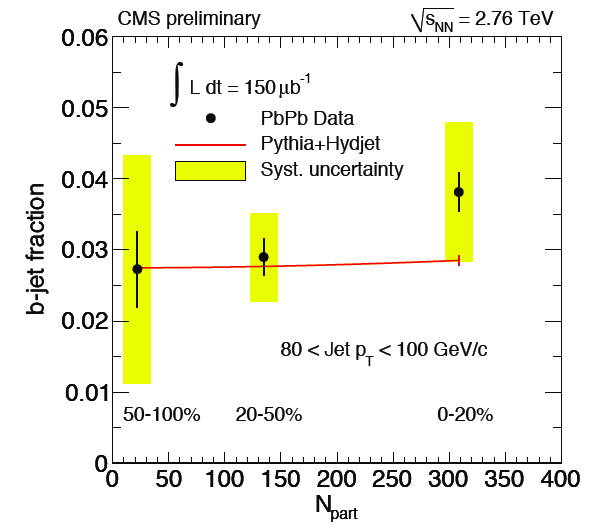 CMS preliminary √sNN = 2.76 TeV
0.06
∫ L dt = 150 μb-1
0.05
PbPb Data
Pythia+Hydjet
Syst. uncertainty
0.04
b-jet fraction
0.03
0.02
80 < Jet pT < 100 GeV/c
0.01
50-100% 20-50% 0-20%
0
0 50 100 150 200 250 300 350 400
Npart